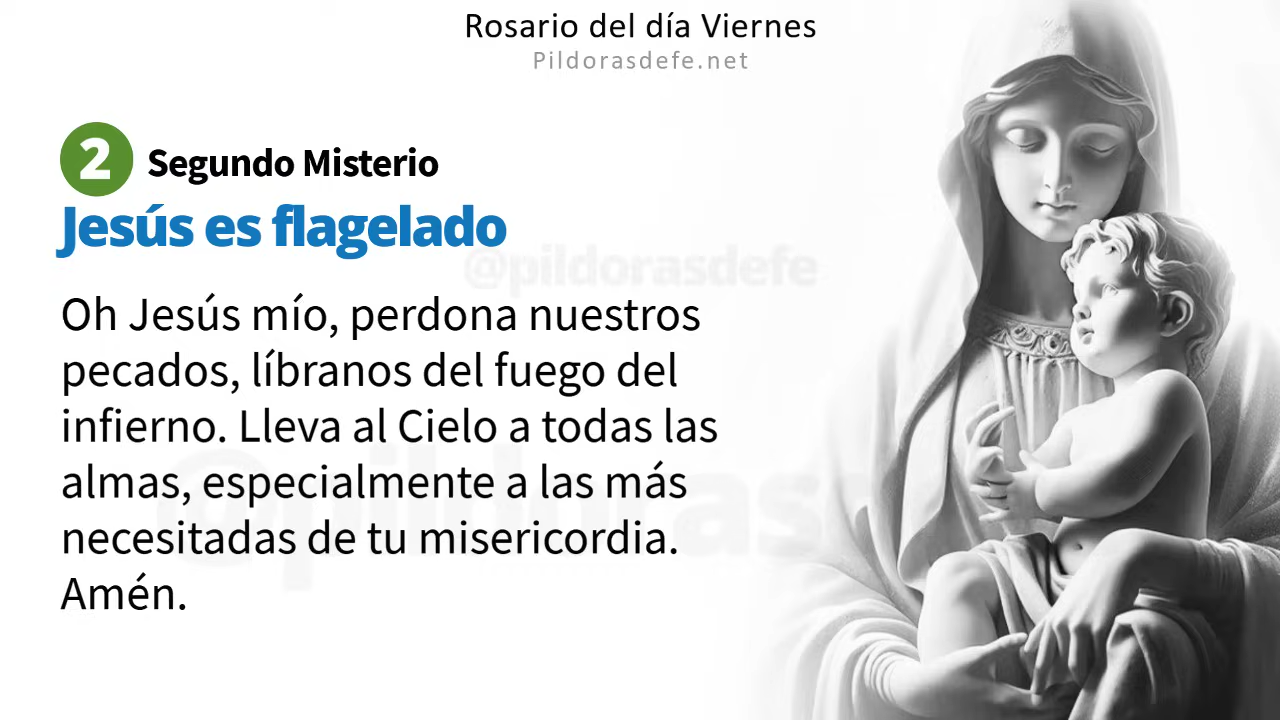 Rosario del día Viernes
Pildorasdefe.net
2 Segundo Misterio
Jesús es flagelado
@pildorasdefe
Oh Jesús mío, perdona nuestros
pecados, líbranos del fuego del
infierno. Lleva al Cielo a todas las
almas, especialmente a las más
necesitadas de tu misericordia.
Amén.